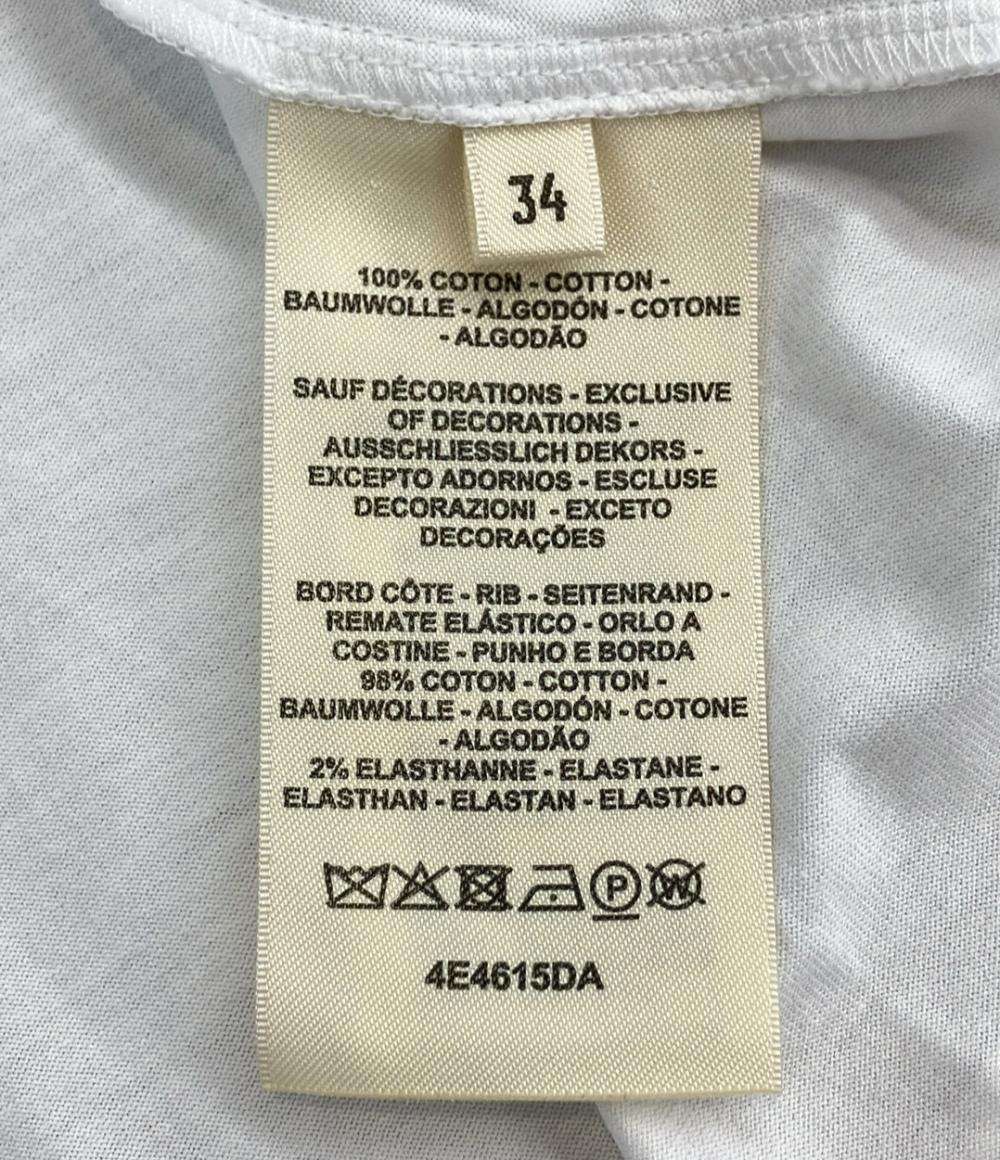 34
100% COTON - COTTON -
BAUMWOLLE - ALGODÓN - COTONE
- ALGODÃO
SAUF DÉCORATIONS - EXCLUSIVE
OF DECORATIONS -
AUSSCHLIESSLICH DEKORS -
EXCEPTO ADORNOS - ESCLUSE
DECORAZIONI - EXCETO
DECORAÇÕES
BORD CÔTE - RIB - SEITENRAND -
REMATE ELÁSTICO - ORLO A
COSTINE - PUNHO E BORDA
98% COTON - COTTON -
BAUMWOLLE - ALGODÓN - COTONE
- ALGODÃO
2% ELASTHANNE - ELASTANE -
ELASTHAN - ELASTAN - ELASTANO
P W
4E4615DA